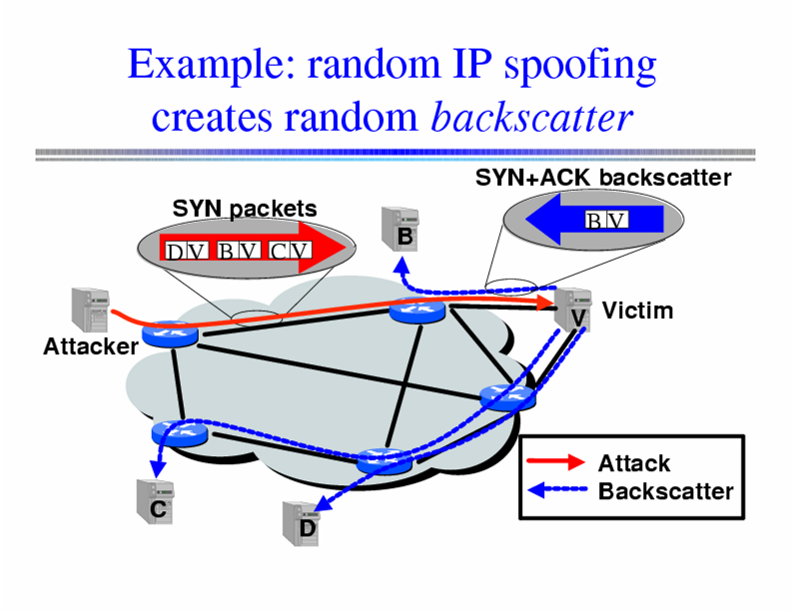 Example: random IP spoofing
creates random backscatter
SYN+ACK backscatter
SYN packets
B V
B
D V B V C V
V
Victim
Attacker
Attack
Backscatter
C
D